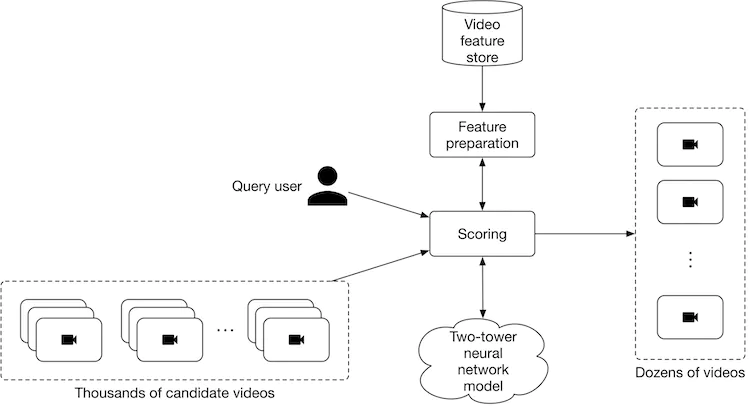 Video
feature
store
Feature
preparation
Query user
Scoring
Two-tower
neural
network
model
Thousands of candidate videos
Dozens of videos